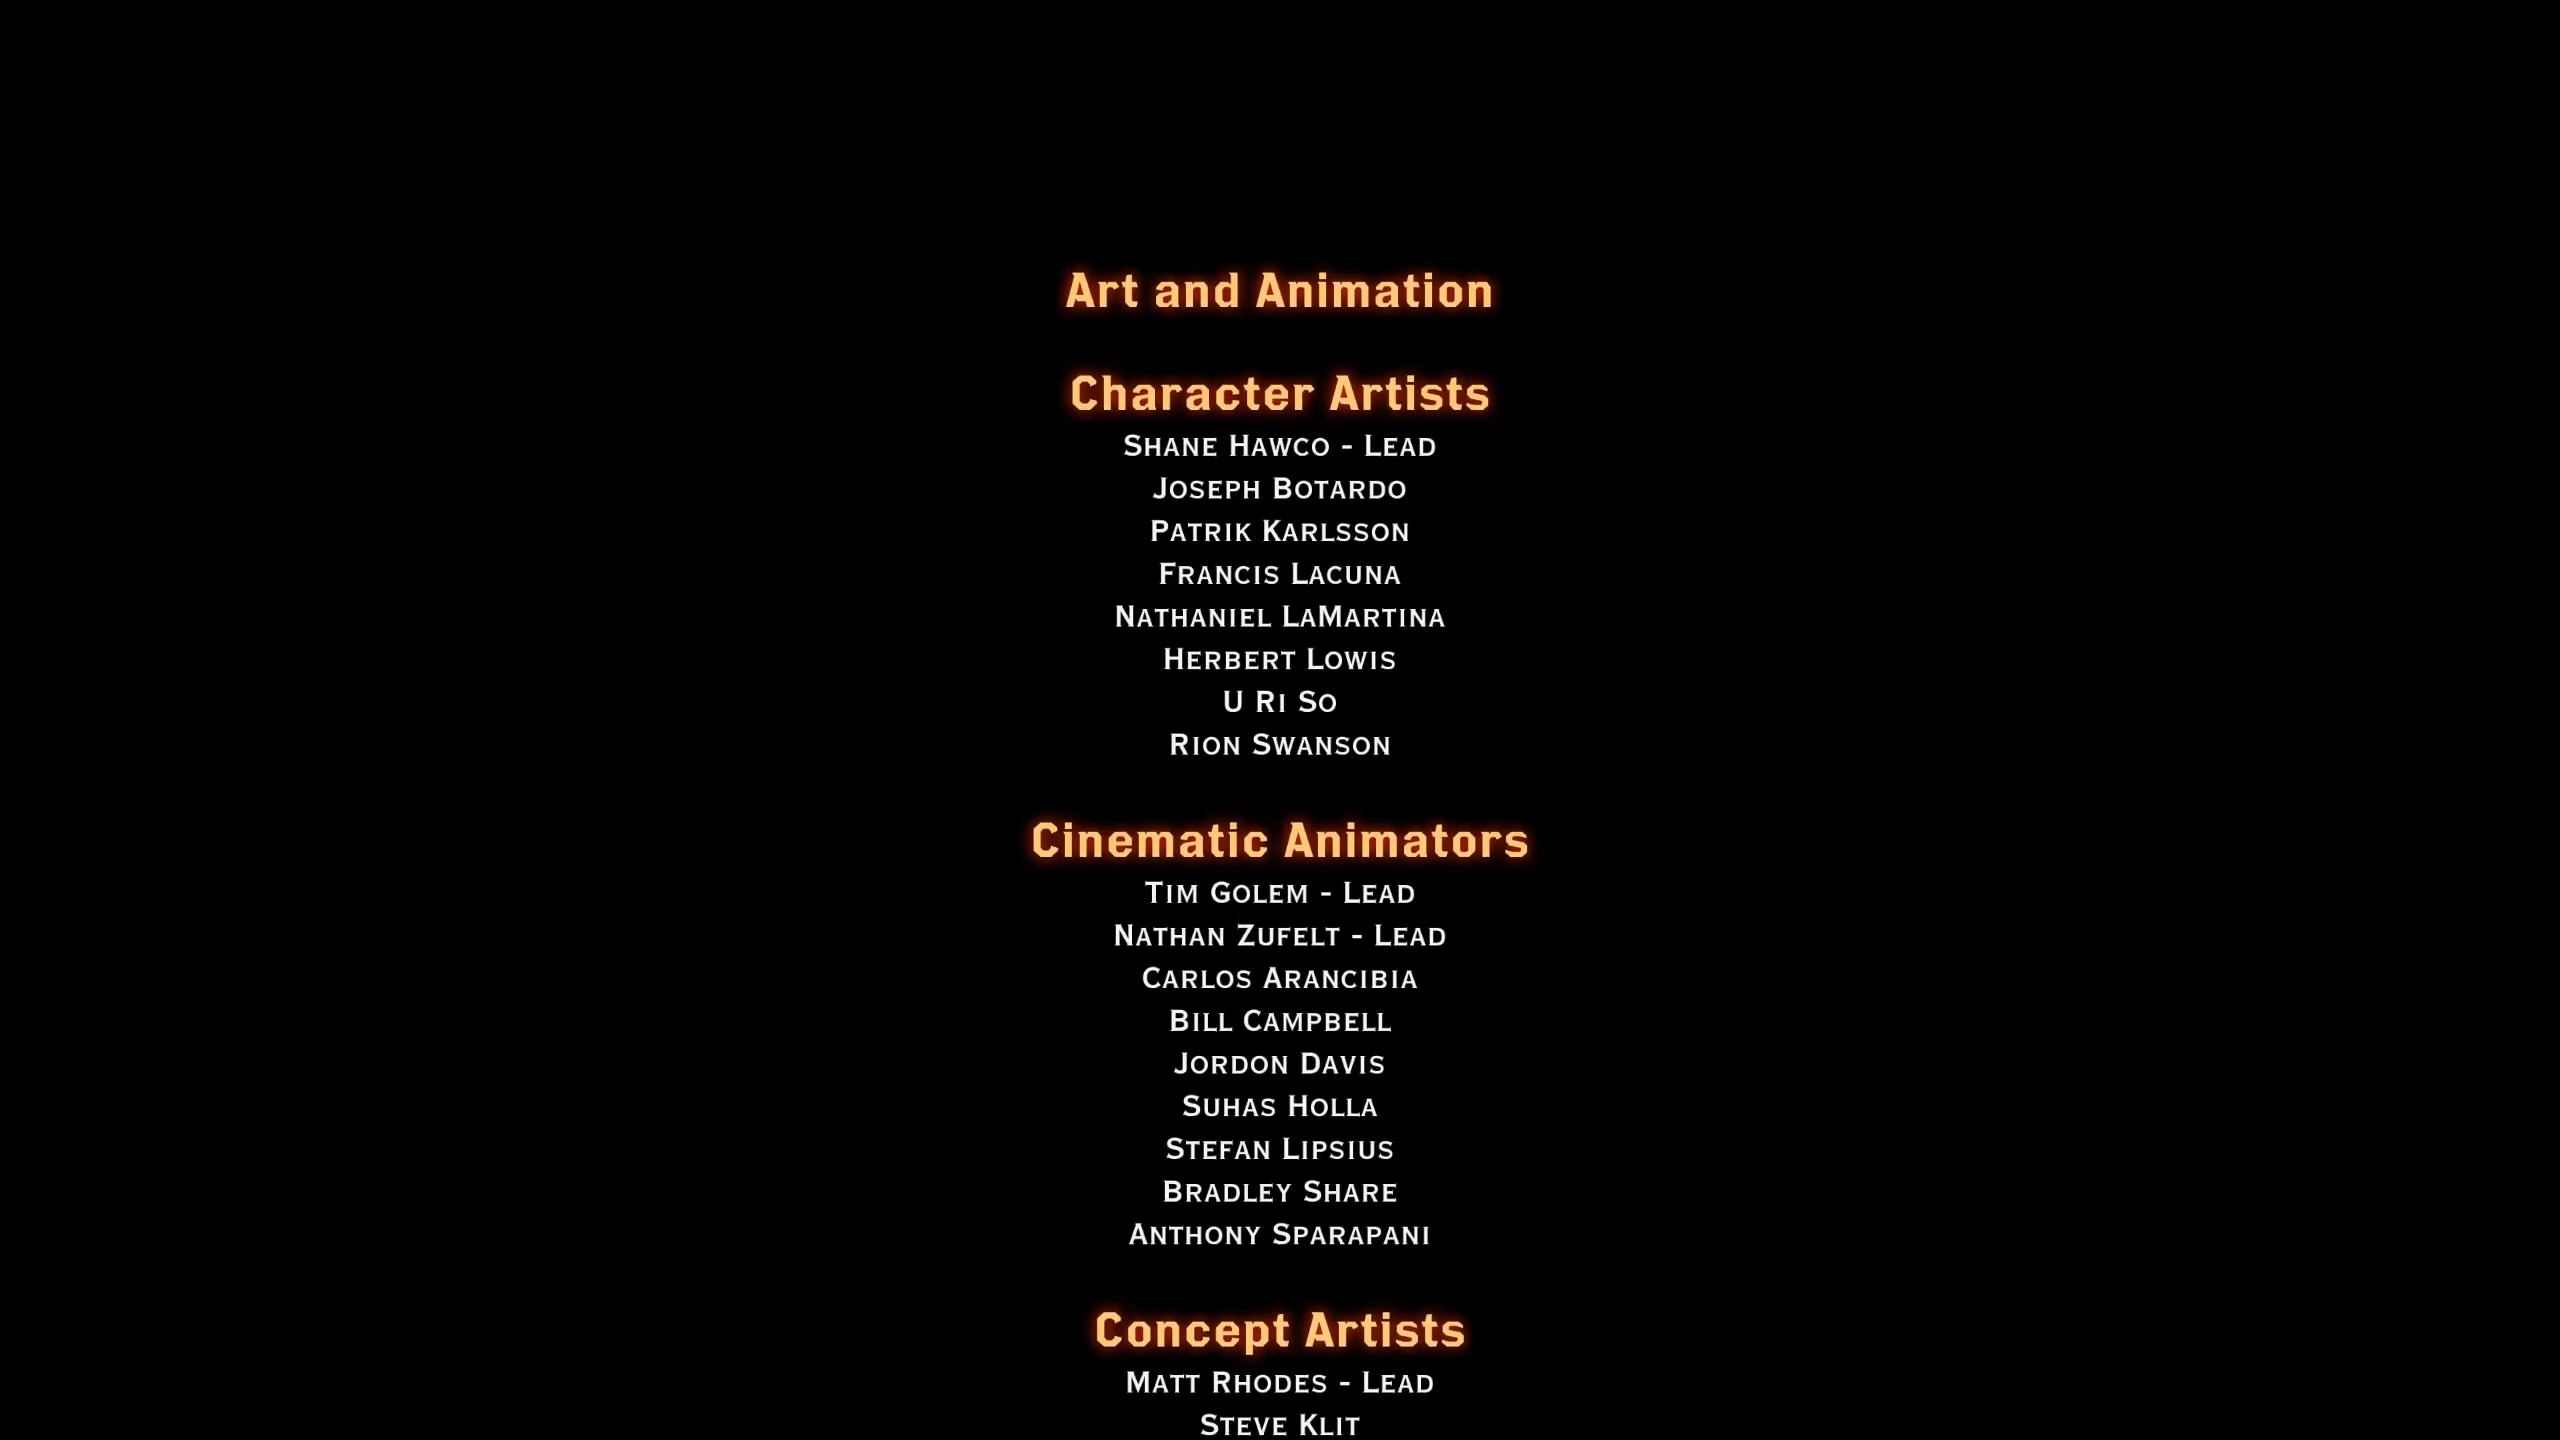 Art and Animation
Character Artists
Shane Hawco - Lead
Joseph Botardo
Patrik Karlsson
Francis Lacuna
Nathaniel LaMartina
Herbert Lowis
U Ri So
Rion Swanson
Cinematic Animators
Tim Golem - Lead
Nathan Zufelt - Lead
Carlos Arancibia
Bill Campbell
Jordon Davis
Suhas Holla
Stefan Lipsius
Bradley Share
Anthony Sparapani
Concept Artists
Matt Rhodes - Lead
Steve Klit